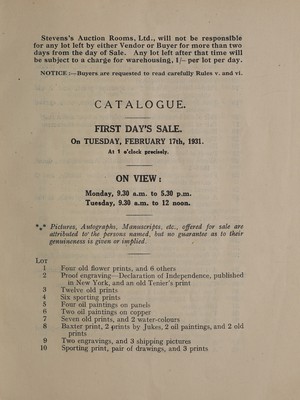 Stevens's Auction Rooms, Ltd., will not be responsible
for any lot left by either Vendor or Buyer for more than two
days from the day of Sale. Any lot left after that time will
be subject to a charge for warehousing, 1/- per lot per day.
NOTICE:—Buyers are requested to read carefully Rules v. and vi.
CATALOGUE.
FIRST DAY'S SALE.
On TUESDAY, FEBRUARY 17th, 1931.
At 1 o'clock precisely.
ON VIEW:
Monday, 9.30 a.m. to 5.30 p.m.
Tuesday, 9.30 a.m. to 12 noon.
*** Pictures, Autographs, Manuscripts, etc., offered for sale are
attributed to the persons named, but no guarantee as to their
genuineness is given or implied.
LOT
1 Four old flower prints, and 6 others
2 Proof engraving—Declaration of Independence, published
in New York, and an old Tenier's print
3 Twelve old prints
4 Six sporting prints
5 Four oil paintings on panels
6 Two oil paintings on copper
7 Seven old prints, and 2 water-colours
8 Baxter print, 2 prints by Jukes, 2 oil paintings, and 2 old
prints
9 Two engravings, and 3 shipping pictures
10 Sporting print, pair of drawings, and 3 prints